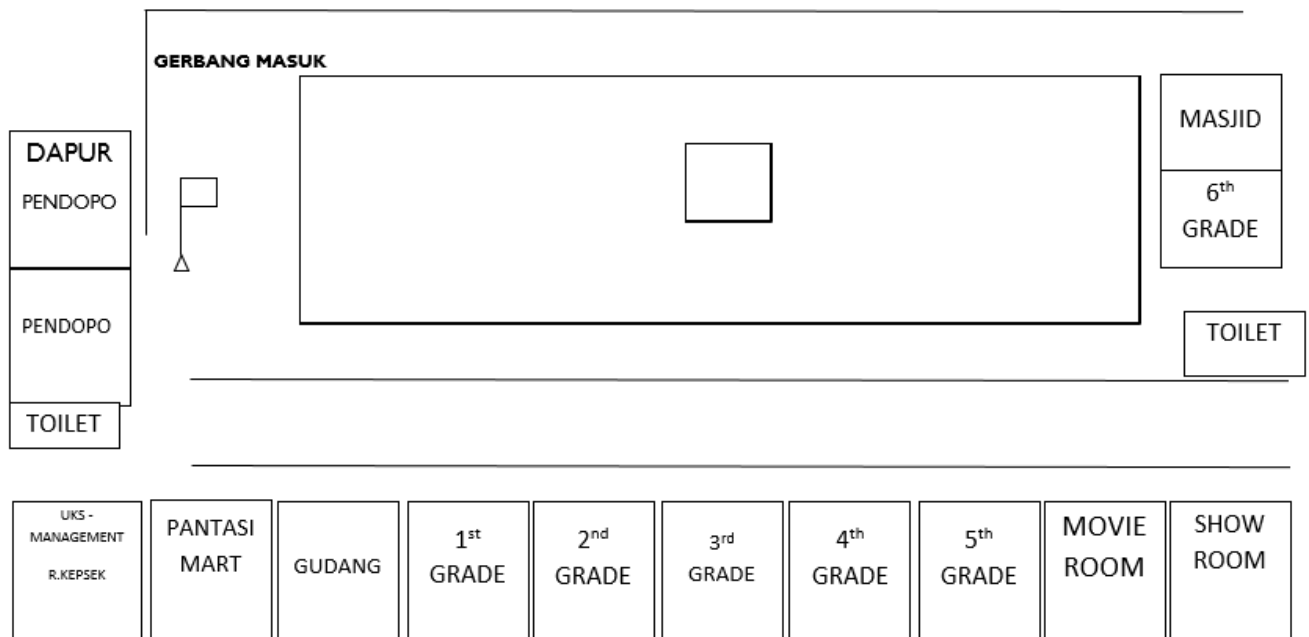 GERBANG MASUK
DAPUR
PENDOPO
PENDOPO
TOILET
MASJID
6th
GRADE
TOILET
UKS -
MANAGEMENT
R.KEPSEK
PANTASI
MART
GUDANG
1st
GRADE
2nd
GRADE
3rd
GRADE
4th
GRADE
5th
GRADE
MOVIE
ROOM
SHOW
ROOM